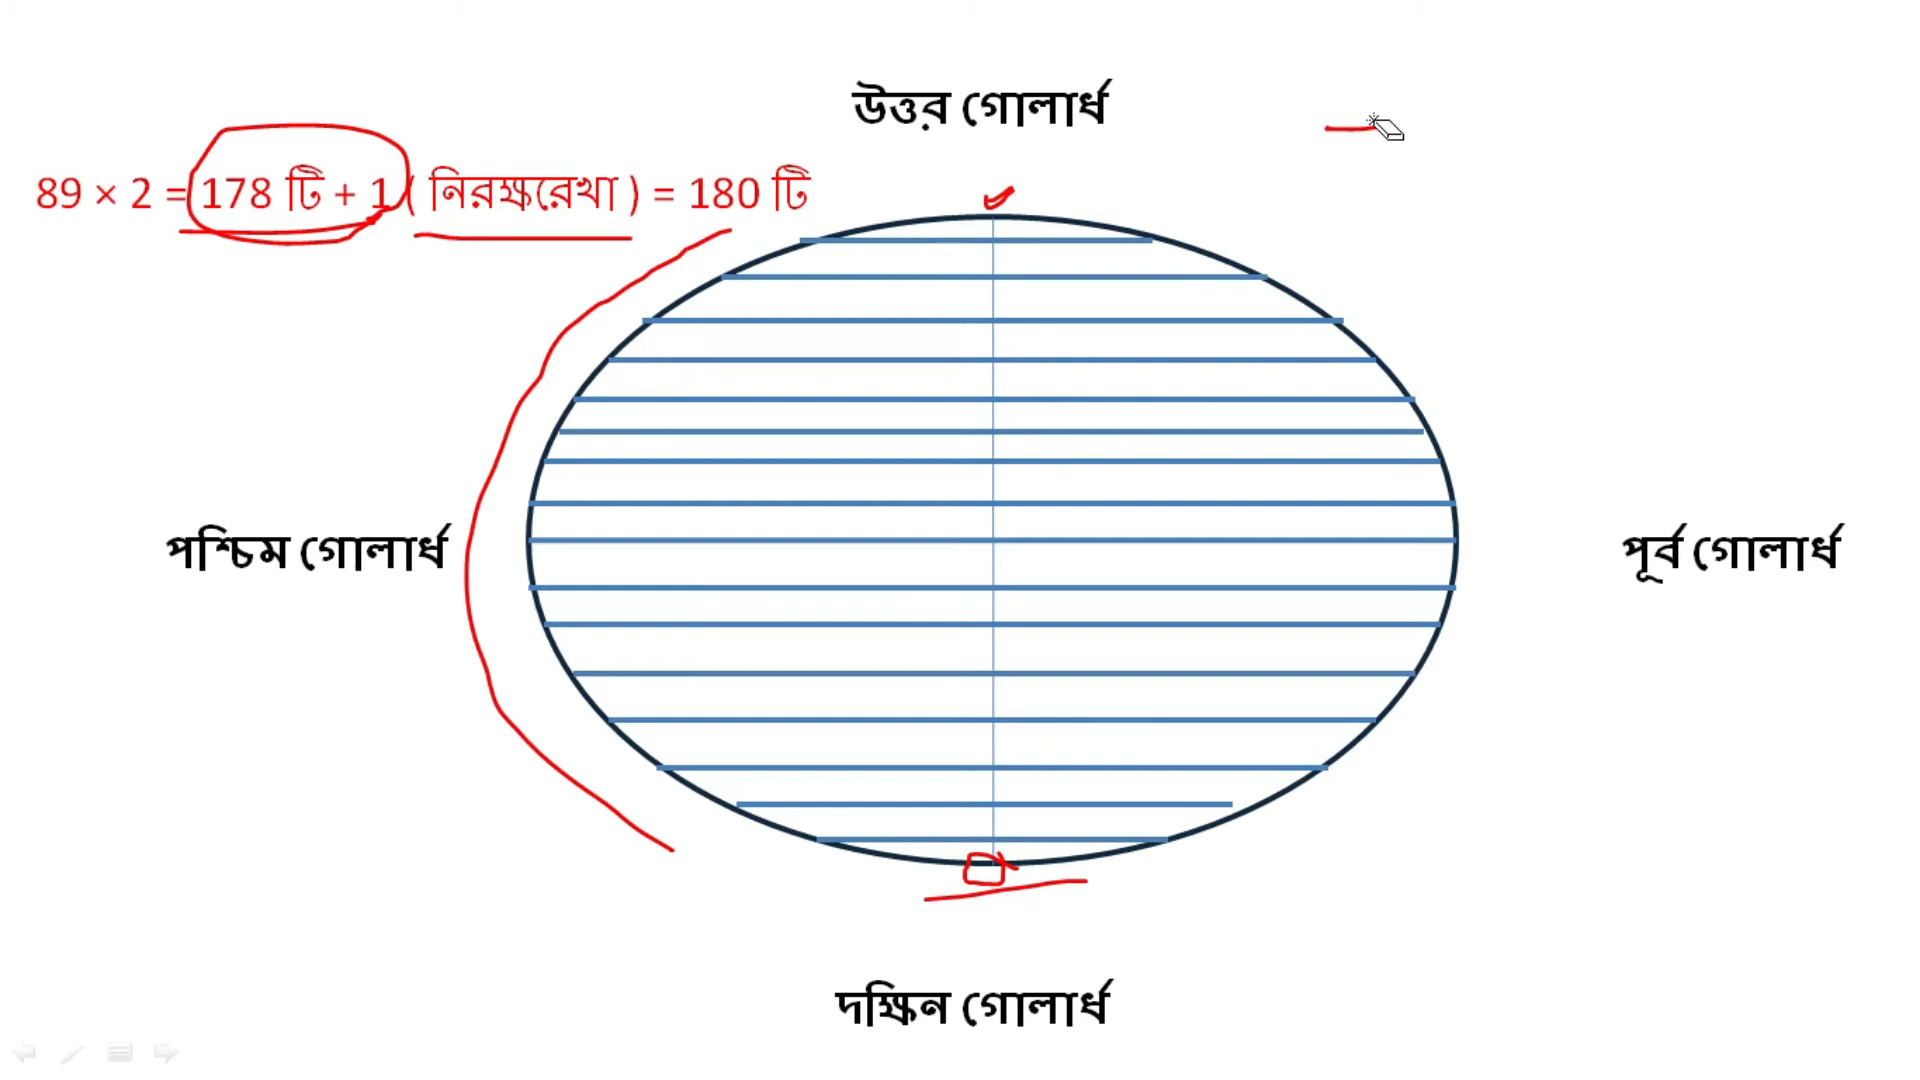 উত্তর গোলার্ধ
89 × 2 = 178 টি + 1 ( নিরক্ষরেখা ) = 180 টি
পশ্চিম গোলার্ধ
পূর্ব গোলার্ধ
দক্ষিন গোলার্ধ